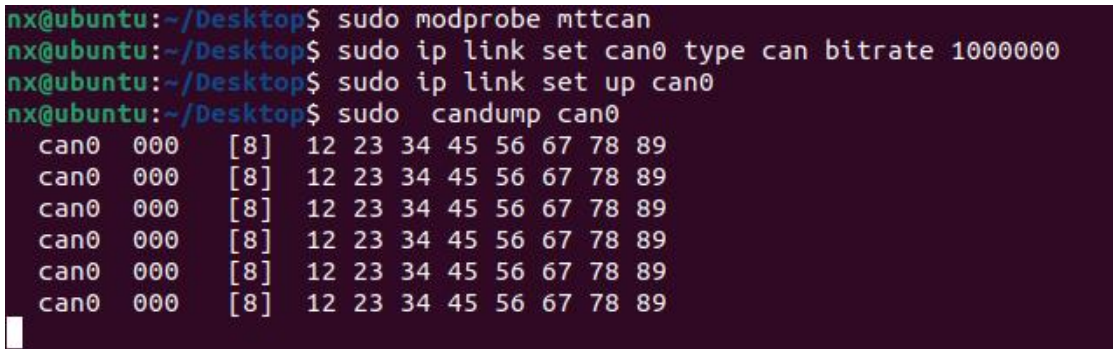 nx@ubuntu:~/Desktop$ sudo modprobe mttcan
nx@ubuntu:~/Desktop$ sudo ip link set can0 type can bitrate 1000000
nx@ubuntu:~/Desktop$ sudo ip link set up can0
nx@ubuntu:~/Desktop$ sudo  candump can0
  can0  000   [8]  12 23 34 45 56 67 78 89
  can0  000   [8]  12 23 34 45 56 67 78 89
  can0  000   [8]  12 23 34 45 56 67 78 89
  can0  000   [8]  12 23 34 45 56 67 78 89
  can0  000   [8]  12 23 34 45 56 67 78 89
  can0  000   [8]  12 23 34 45 56 67 78 89